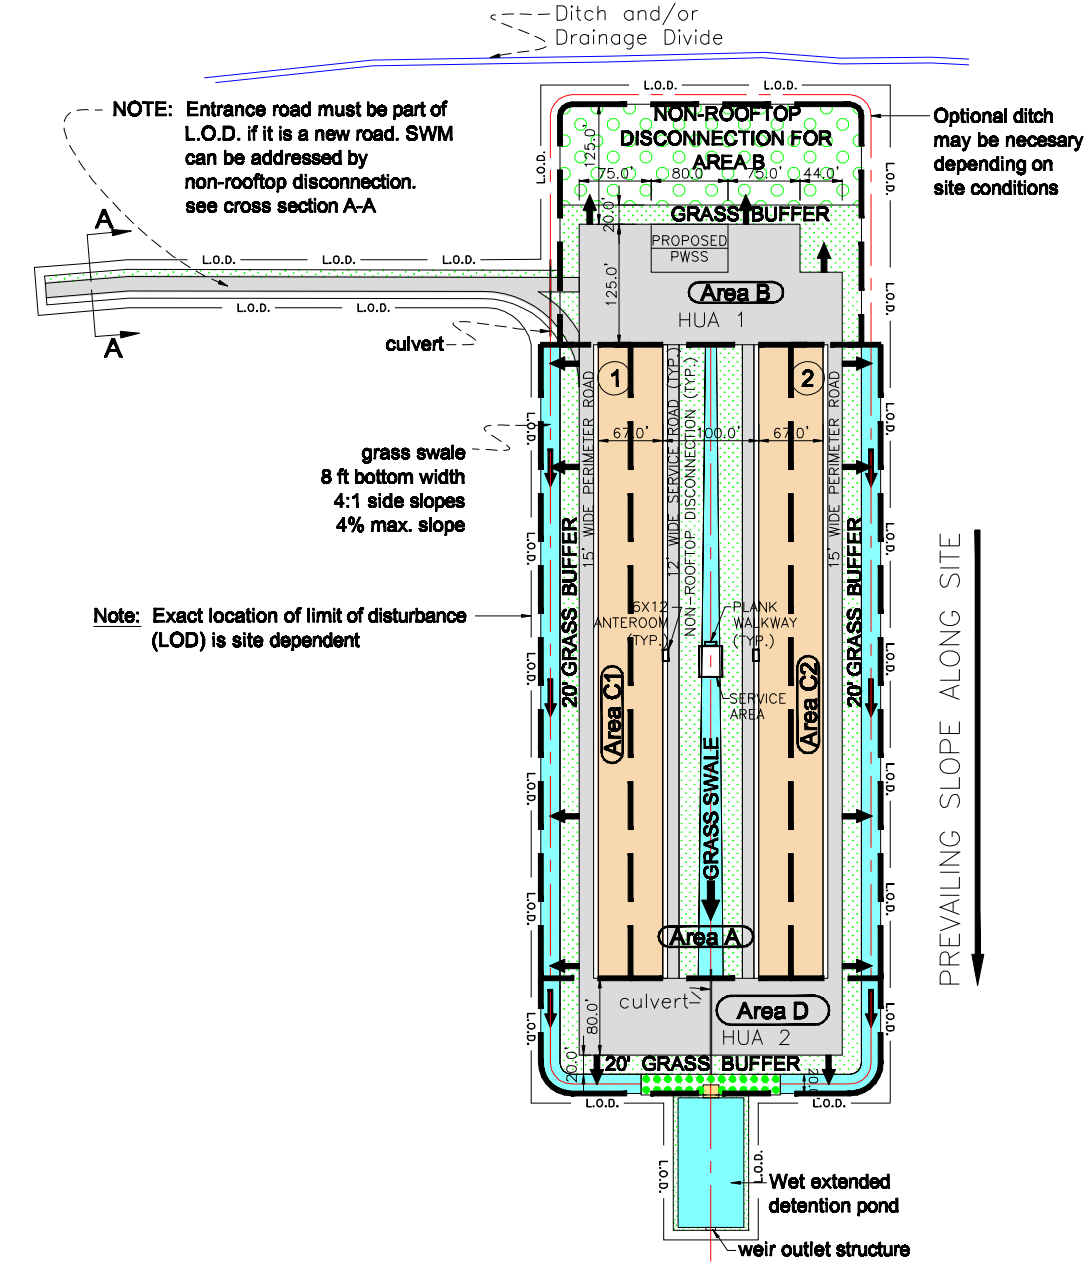 Ditch and/or
Drainage Divide
L.O.D.
L.O.D.
NOTE: Entrance road must be part of
L.O.D. if it is a new road. SWM
can be addressed by
non-rooftop disconnection.
see cross section A-A
NON-ROOFTOP
DISCONNECTION FOR
AREA B
Optional ditch
may be necesary
depending on
site conditions
L.O.D.
L.O.D.
125.0'
75.0'
80.0'
75.0'
44.0'
20.0'
GRASS BUFFER
A
PROPOSED
PWSS
L.O.D.
L.O.D.
L.O.D.
125.0'
Area B
HUA 1
L.O.D.
L.O.D.
L.O.D.
A
culvert
1
2
15' WIDE PERIMETER ROAD
12' WIDE SERVICE ROAD (TYP.)
NON-ROOFTOP DISCONNECTION (TYP.)
15' WIDE PERIMETER ROAD
L.O.D.
L.O.D.
67.0'
100.0'
67.0'
grass swale
8 ft bottom width
4:1 side slopes
4% max. slope
L.O.D.
L.O.D.
20' GRASS BUFFER
20' GRASS BUFFER
PREVAILING SLOPE ALONG SITE
Note: Exact location of limit of disturbance
(LOD) is site dependent
6X12
ANTEROOM
(TYP.)
PLANK
WALKWAY
(TYP.)
L.O.D.
L.O.D.
Area C1
Area C2
SERVICE
AREA
GRASS SWALE
L.O.D.
L.O.D.
L.O.D.
L.O.D.
Area A
culvert
Area D
HUA 2
80.0'
L.O.D.
L.O.D.
20.0'
20' GRASS BUFFER
L.O.D.
L.O.D.
L.O.D.
L.O.D.
Wet extended
detention pond
weir outlet structure